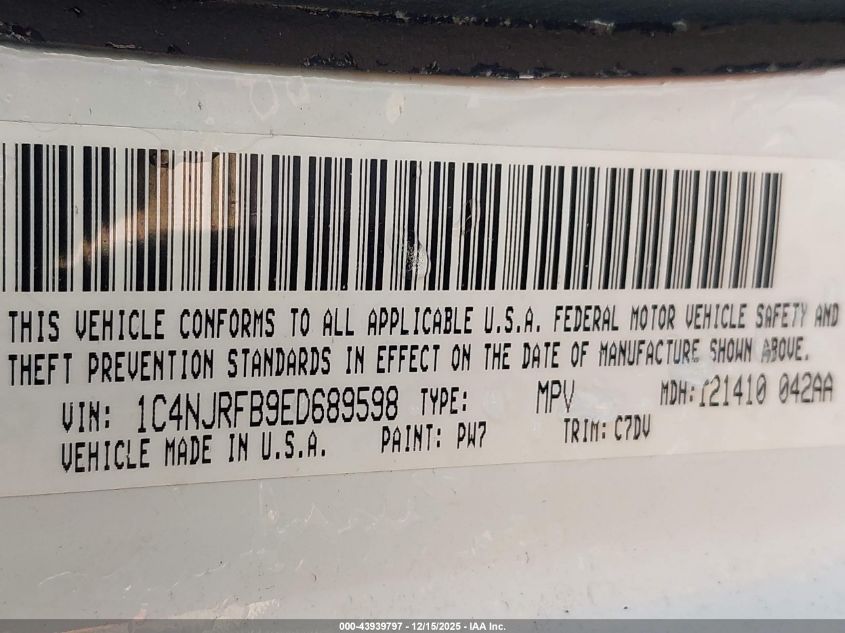 THIS VEHICLE CONFORMS TO ALL APPLICABLE U.S.A. FEDERAL MOTOR VEHICLE SAFETY AND
THEFT PREVENTION STANDARDS IN EFFECT ON THE DATE OF MANUFACTURE SHOWN ABOVE.
VIN: 1C4NJRFB9ED689598 TYPE: MPV MDH: 121410 042AA
VEHICLE MADE IN U.S.A. PAINT: PW7 TRIM: C7DV
000-43939797 - 12/15/2025 - IAA Inc.